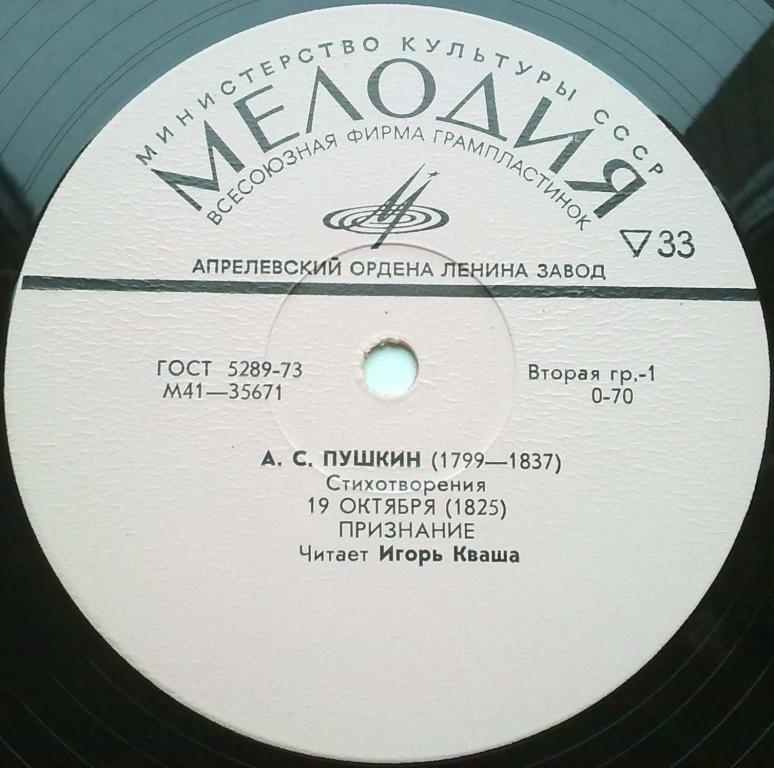 МИНИСТЕРСТВО КУЛЬТУРЫ СССР
МЕЛОДИЯ
ВСЕСОЮЗНАЯ ФИРМА ГРАМПЛАСТИНОК
33
АПРЕЛЕВСКИЙ ОРДЕНА ЛЕНИНА ЗАВОД
ГОСТ 5289-73
М41—35671
Вторая гр.-1
0-70
А. С. ПУШКИН (1799—1837)
Стихотворения
19 ОКТЯБРЯ (1825)
ПРИЗНАНИЕ
Читает Игорь Кваша